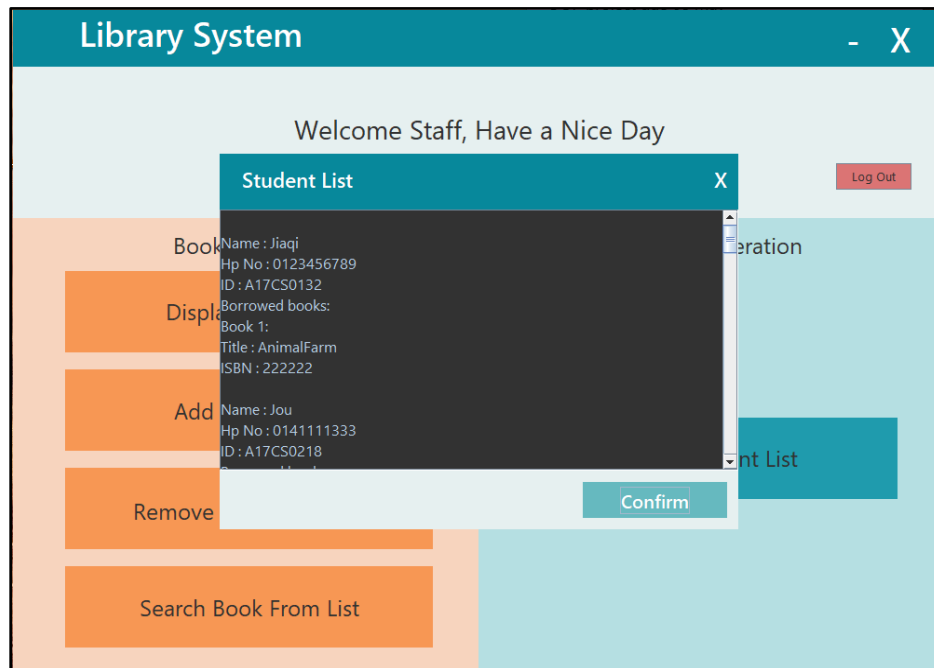 Library System
- X
Welcome Staff, Have a Nice Day
Log Out
Student List X
Book
eration
Name : Jiaqi
Hp No : 0123456789
ID : A17CS0132
Borrowed books:
Book 1:
Title : AnimalFarm
ISBN : 222222
Name : Jou
Hp No : 0141111333
ID : A17CS0218
Displa
Add
Remove
Search Book From List
nt List
Confirm